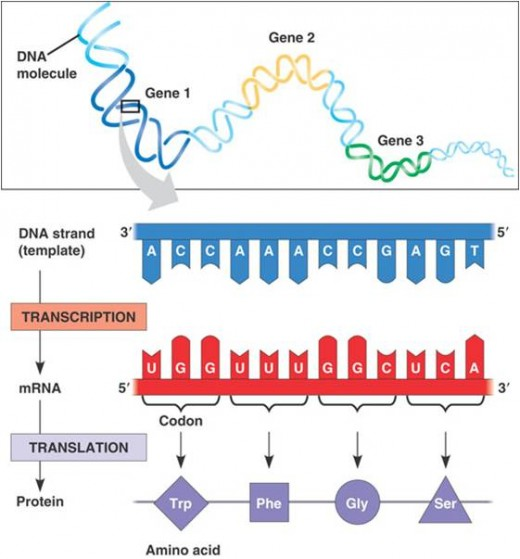 DNA
molecule
Gene 1
Gene 2
Gene 3
DNA strand
(template)
3′ 5′
A C C A A A C C G A G T
TRANSCRIPTION
U G G U U U G G C U C A
mRNA
5′ 3′
Codon
TRANSLATION
Protein
Trp Phe Gly Ser
Amino acid